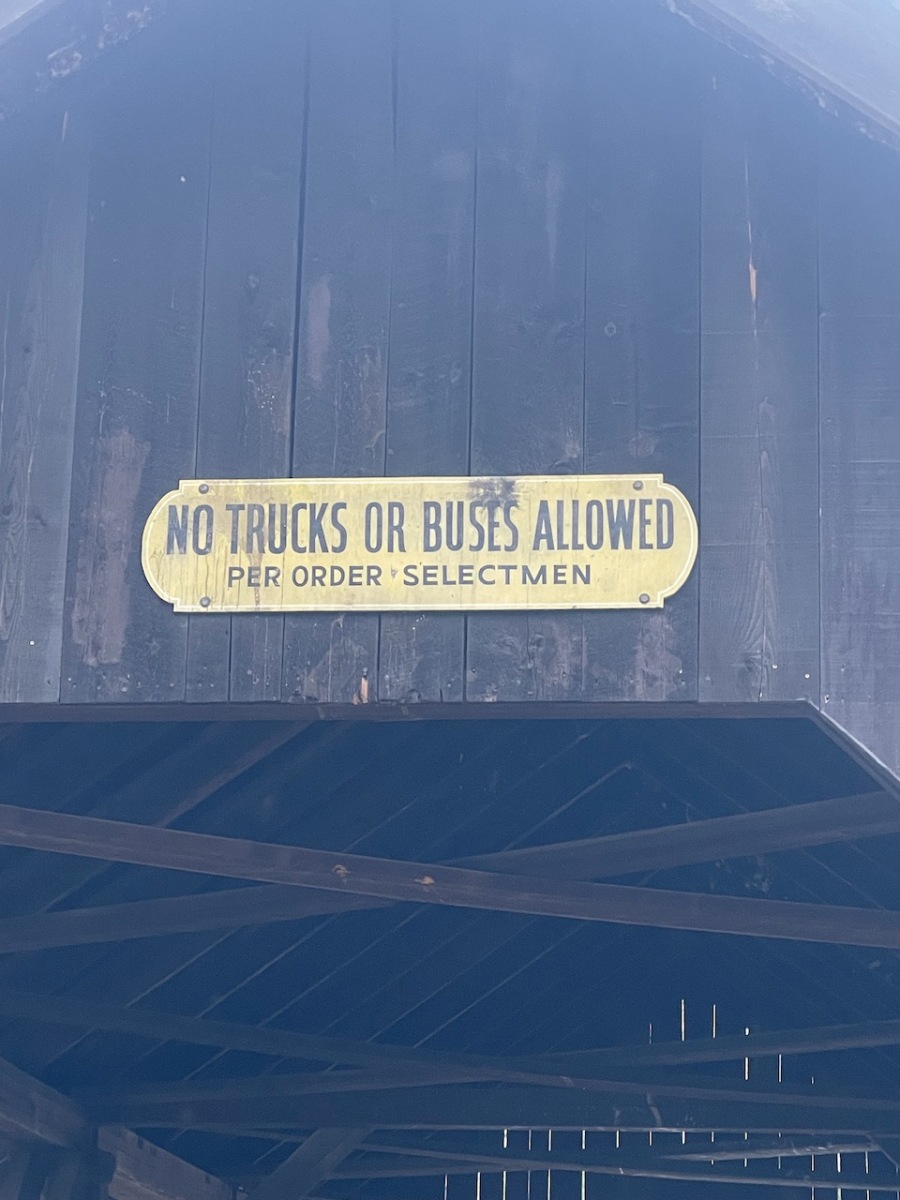 NO TRUCKS OR BUSES ALLOWED
PER ORDER SELECTMEN